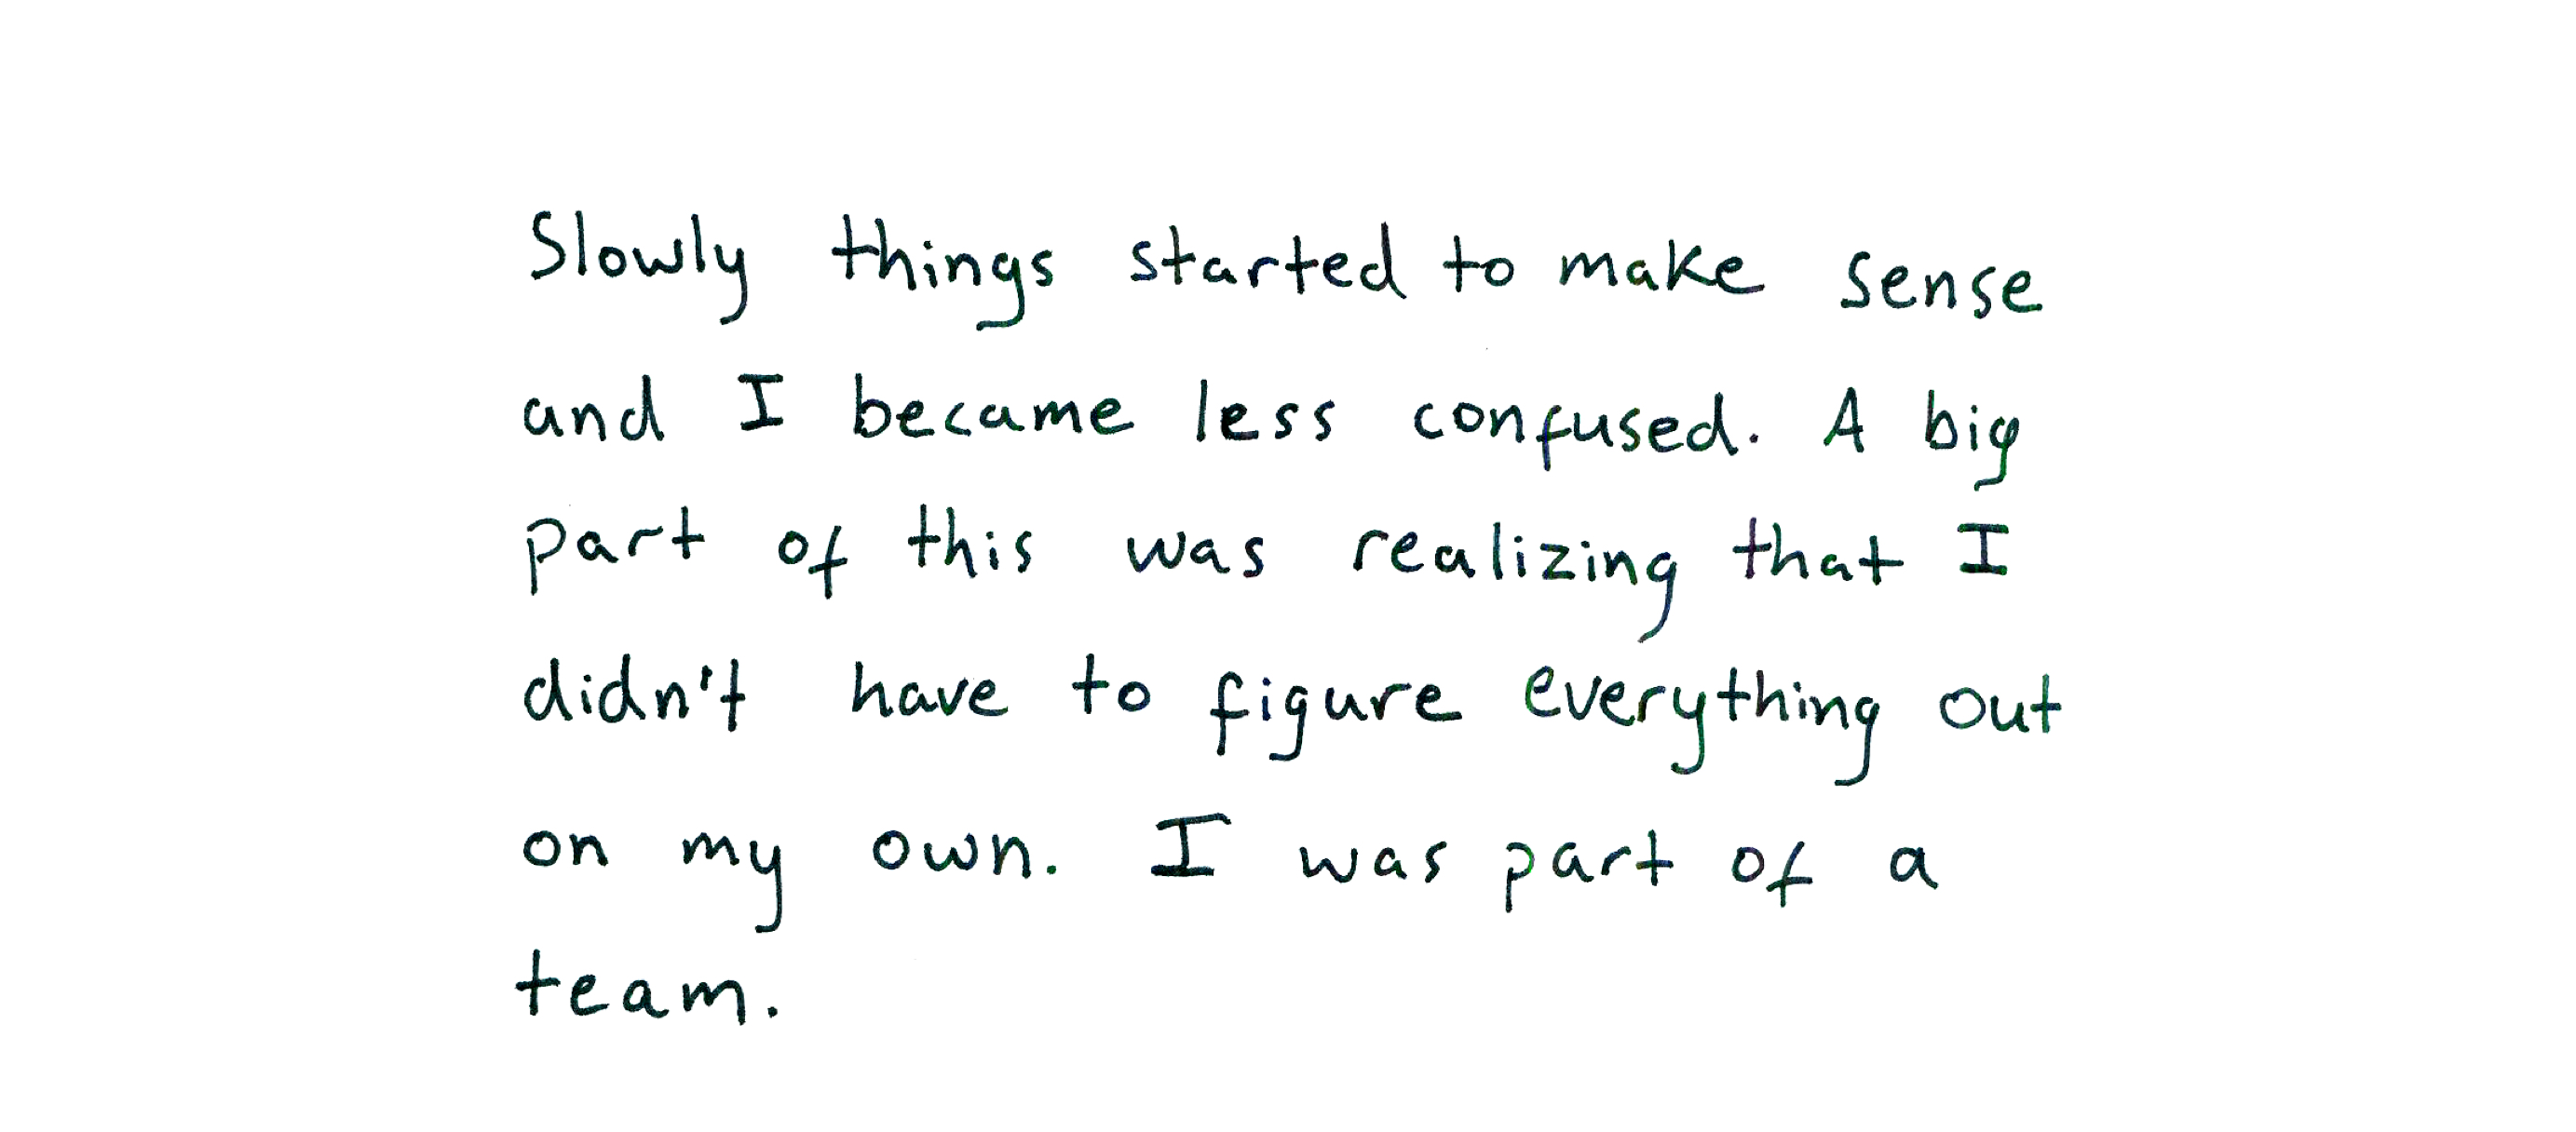 Slowly things started to make sense
and I became less confused. A big
part of this was realizing that I
didn't have to figure everything out
on my own. I was part of a
team.